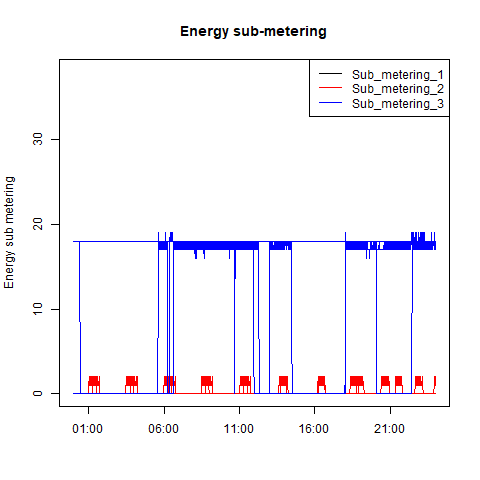 Energy sub-metering
Sub_metering_1
Sub_metering_2
Sub_metering_3
Energy sub metering
30
20
10
0
01:00 06:00 11:00 16:00 21:00